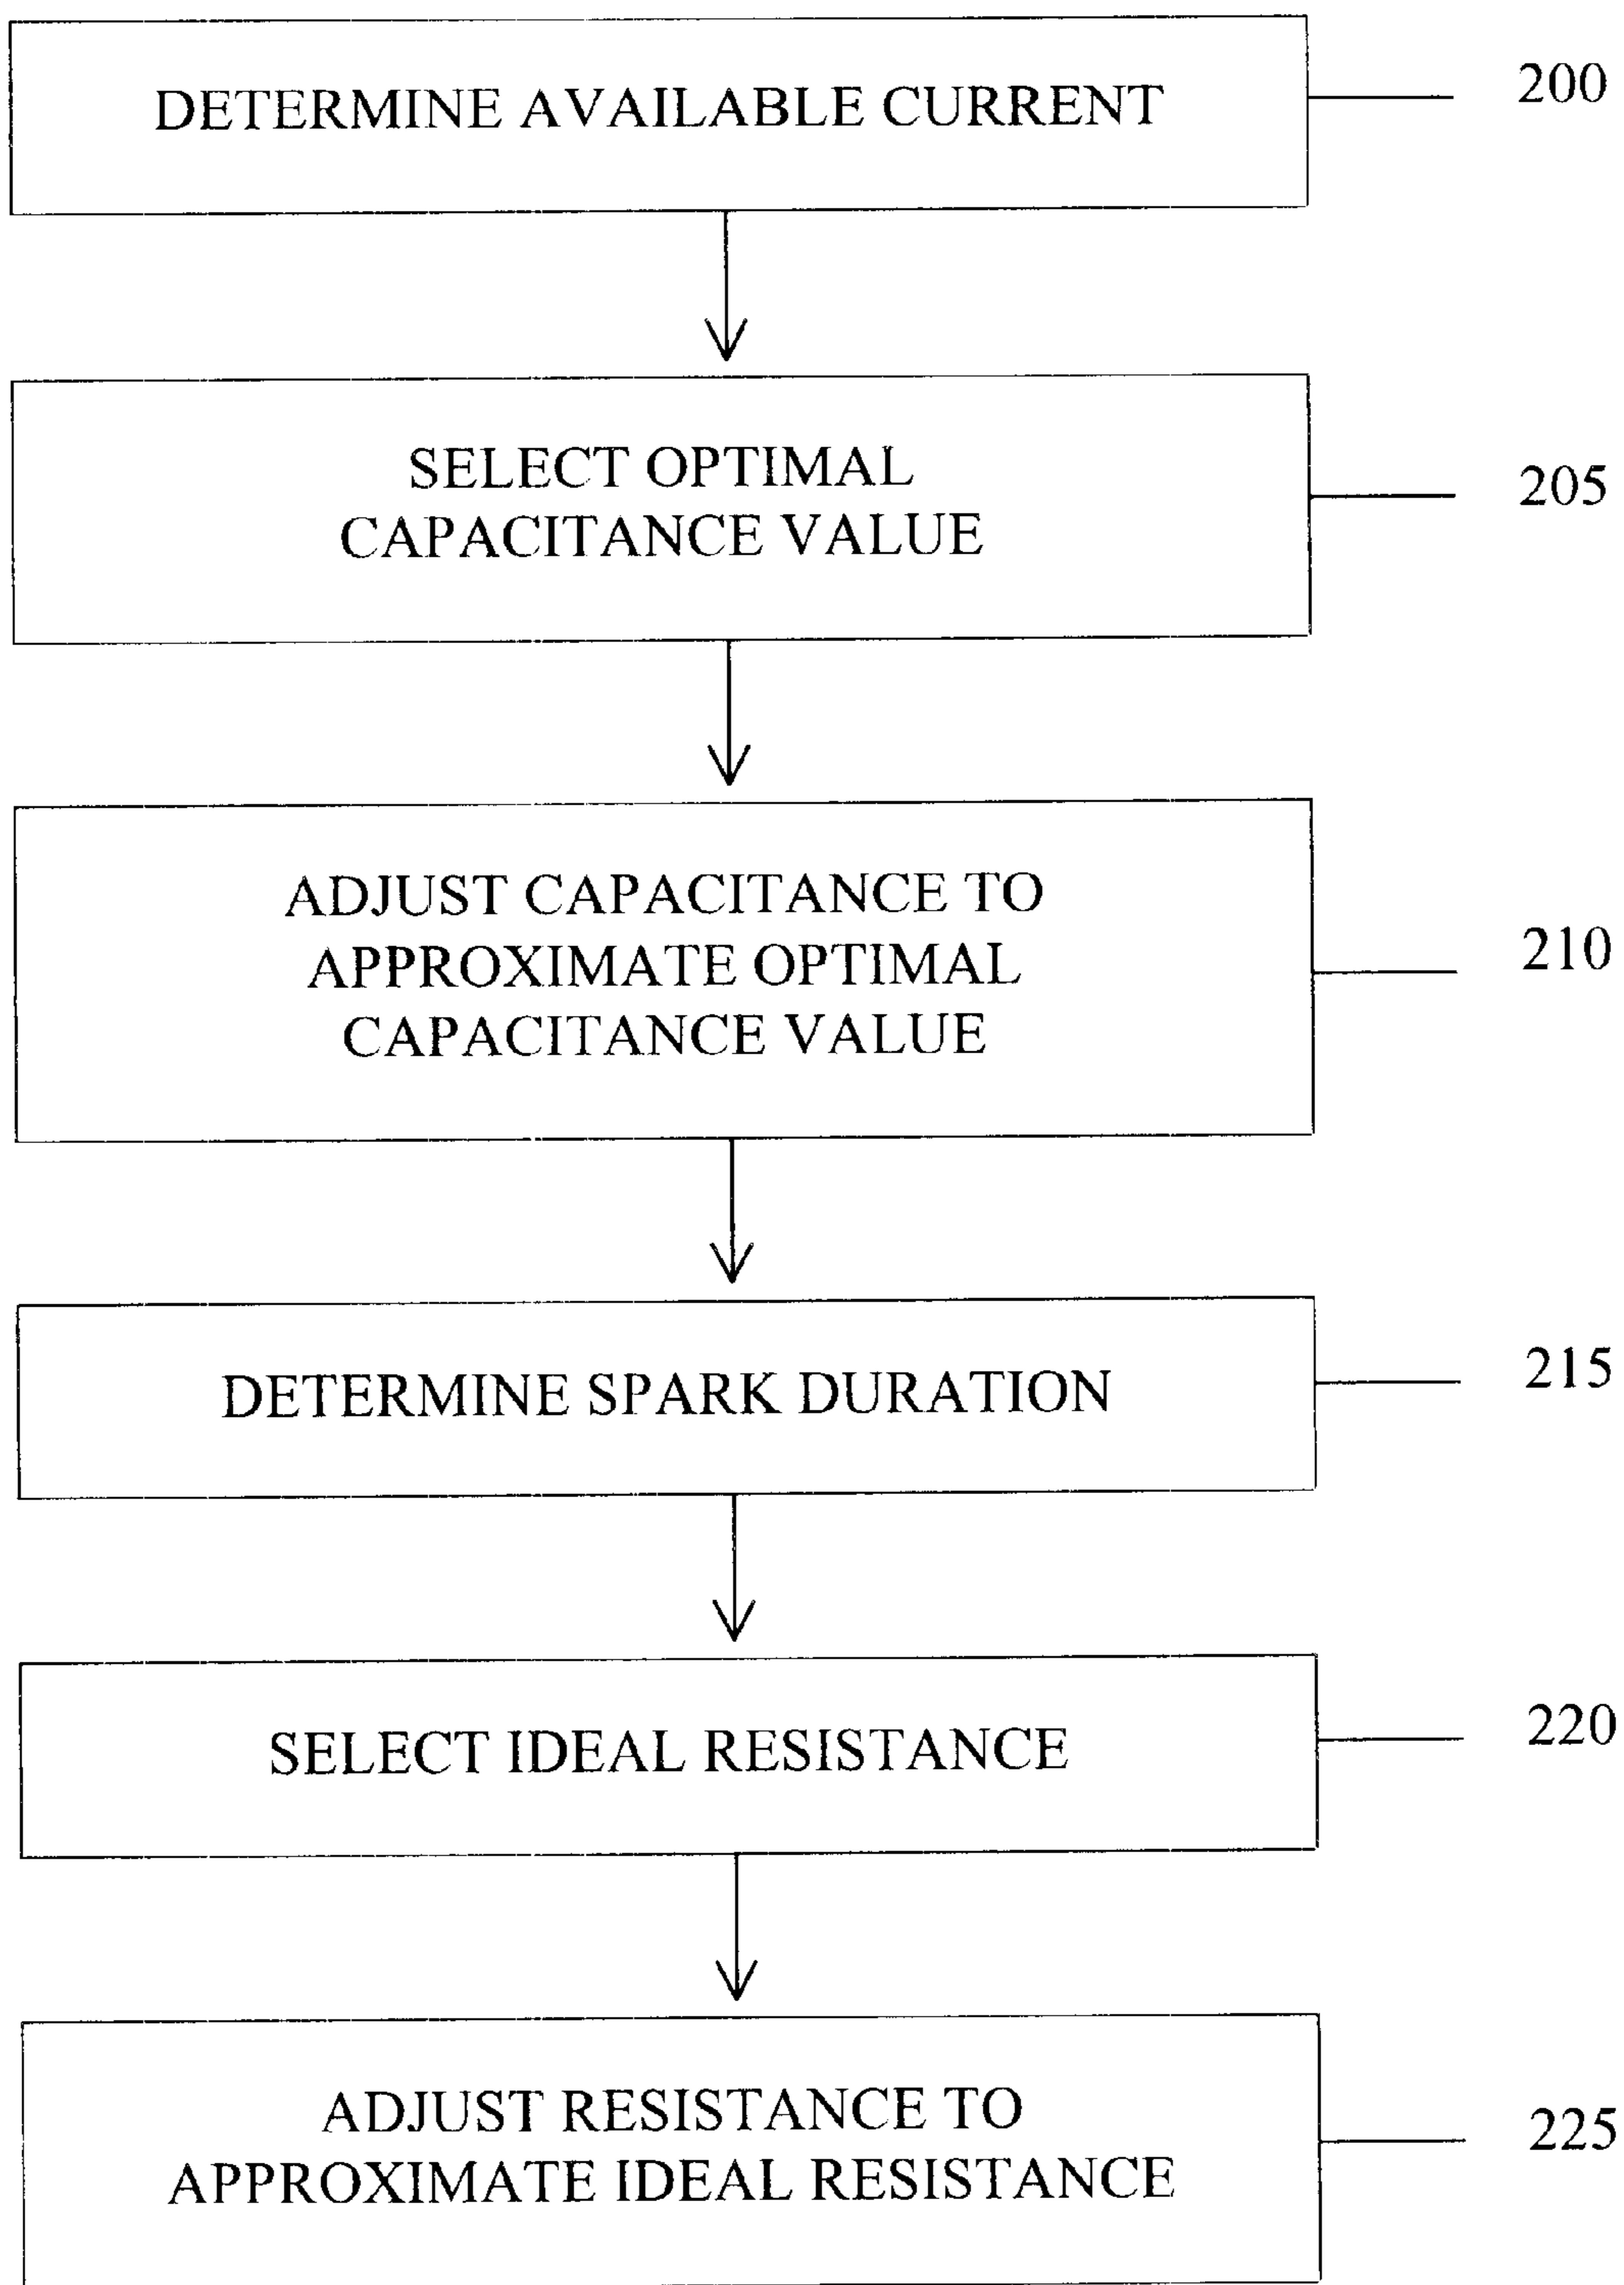 DETERMINE AVAILABLE CURRENT
200
SELECT OPTIMAL
CAPACITANCE VALUE
205
ADJUST CAPACITANCE TO
APPROXIMATE OPTIMAL
CAPACITANCE VALUE
210
DETERMINE SPARK DURATION
215
SELECT IDEAL RESISTANCE
220
ADJUST RESISTANCE TO
APPROXIMATE IDEAL RESISTANCE
225